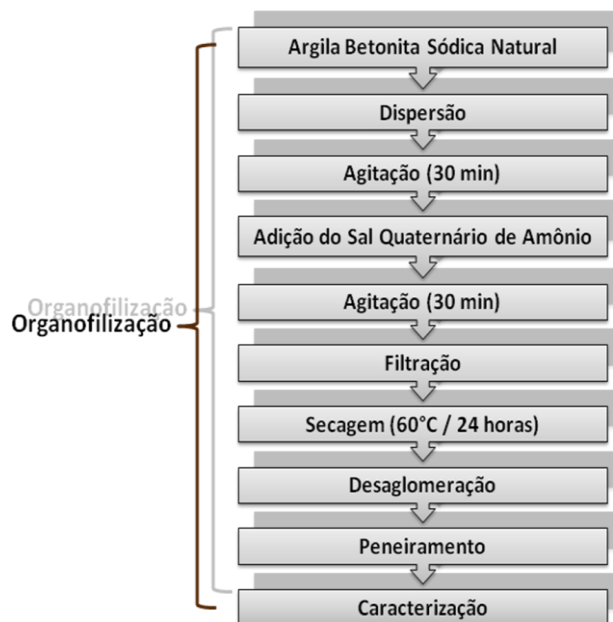 Argila Betonita Sódica Natural
Dispersão
Agitação (30 min)
Adição do Sal Quaternário de Amônio
Agitação (30 min)
Organofilização
Filtração
Secagem (60°C / 24 horas)
Desaglomeração
Peneiramento
Caracterização